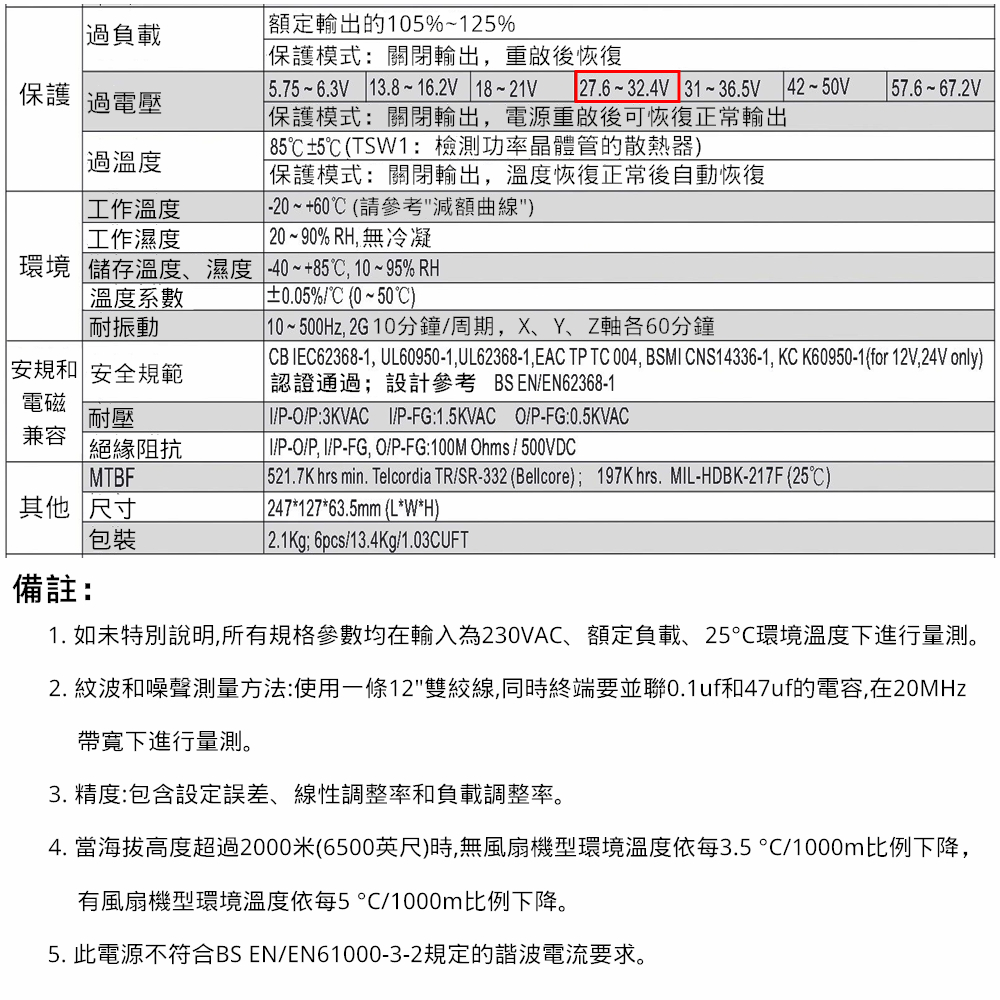 保護
過負載
額定輸出的105%~125%
保護模式：關閉輸出，重啟後恢復
過電壓
5.75 ~ 6.3V 13.8 ~ 16.2V 18 ~ 21V 27.6 ~ 32.4V 31 ~ 36.5V 42 ~ 50V 57.6 ~ 67.2V
保護模式：關閉輸出，電源重啟後可恢復正常輸出
過溫度
85℃ ±5℃ (TSW1：檢測功率晶體管的散熱器)
保護模式：關閉輸出，溫度恢復正常後自動恢復
環境
工作溫度 -20 ~ +60℃ (請參考"減額曲線")
工作濕度 20 ~ 90% RH, 無冷凝
儲存溫度、濕度 -40 ~ +85℃, 10 ~ 95% RH
溫度系數 ±0.05%/℃ (0 ~ 50℃)
耐振動 10 ~ 500Hz, 2G 10分鐘/周期，X、Y、Z軸各60分鐘
安規和
電磁
兼容
安全規範
CB IEC62368-1, UL60950-1,UL62368-1,EAC TP TC 004, BSMI CNS14336-1, KC K60950-1(for 12V,24V only)
認證通過；設計參考 BS EN/EN62368-1
耐壓 I/P-O/P:3KVAC I/P-FG:1.5KVAC O/P-FG:0.5KVAC
絕緣阻抗 I/P-O/P, I/P-FG, O/P-FG:100M Ohms / 500VDC
其他
MTBF 521.7K hrs min. Telcordia TR/SR-332 (Bellcore)； 197K hrs. MIL-HDBK-217F (25℃)
尺寸 247*127*63.5mm (L*W*H)
包裝 2.1Kg; 6pcs/13.4Kg/1.03CUFT
備註：
1. 如未特別說明,所有規格參數均在輸入為230VAC、額定負載、25°C環境溫度下進行量測。
2. 紋波和噪聲測量方法:使用一條12"雙絞線,同時終端要並聯0.1uf和47uf的電容,在20MHz
帶寬下進行量測。
3. 精度:包含設定誤差、線性調整率和負載調整率。
4. 當海拔高度超過2000米(6500英尺)時,無風扇機型環境溫度依每3.5 °C/1000m比例下降，
有風扇機型環境溫度依每5 °C/1000m比例下降。
5. 此電源不符合BS EN/EN61000-3-2規定的諧波電流要求。